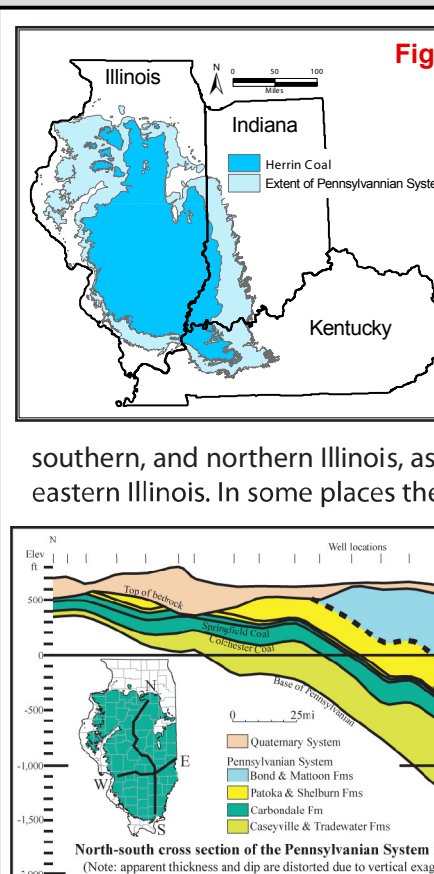 Fig
Illinois
N
0 50 100
Miles
Indiana
Herrin Coal
Extent of Pennsylvannian Syste
Kentucky
southern, and northern Illinois, as
eastern Illinois. In some places the
N
Elev
ft
Well locations
Top of bedrock
500
Springfield Coal
Colchester Coal
0
Base of Pennsylvanian
N
0 25mi
-500
Quaternary System
Pennsylvanian System
E
Bond & Mattoon Fms
-1,000
W
Patoka & Shelburn Fms
Carbondale Fm
-1,500
S
Caseyville & Tradewater Fms
North-south cross section of the Pennsylvanian System
(Note: apparent thickness and dip are distorted due to vertical exag